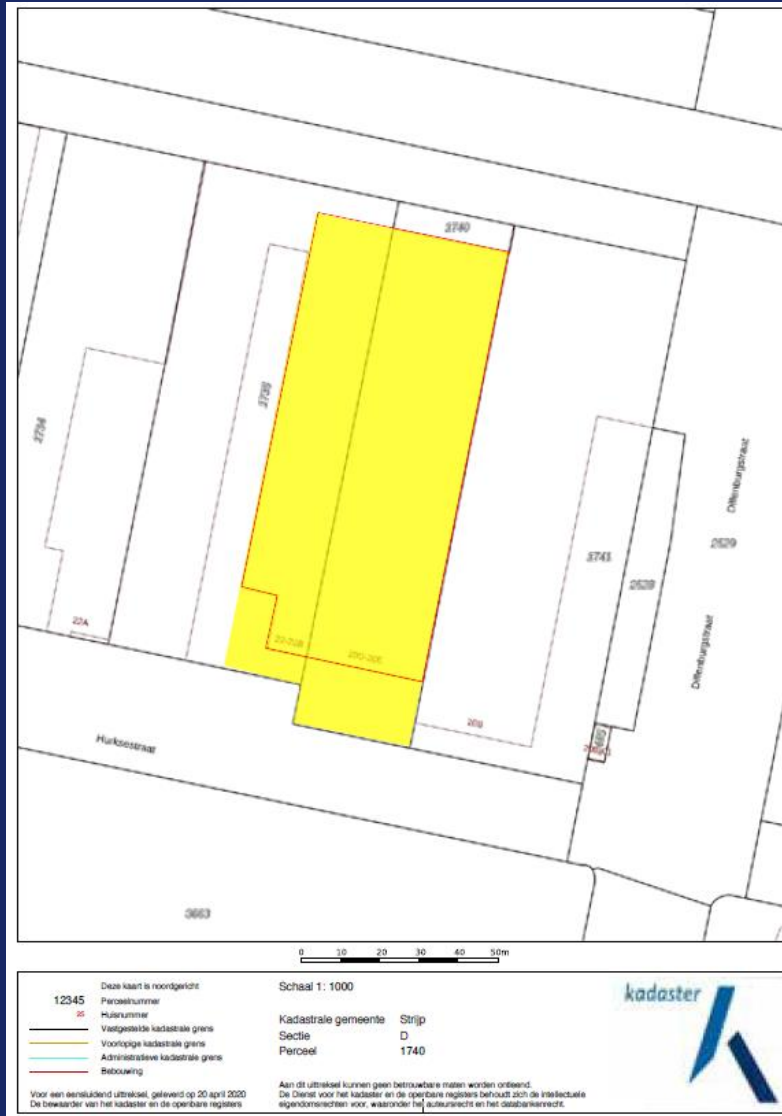 3740
3735
3734
Dillenburgstraat
2529
3741
2528
22A
20B
Dillenburgstraat
Hurksestraat
3663
0 10 20 30 40 50m
Deze kaart is noordgericht
12345 Perceelnummer
25 Huisnummer
Vastgestelde kadastrale grens
Voorlopige kadastrale grens
Administratieve kadastrale grens
Bebouwing
Voor een eensluidend uittreksel, geleverd op 20 april 2020
De bewaarder van het kadaster en de openbare registers
Schaal 1: 1000
Kadastrale gemeente Strijp
Sectie D
Perceel 1740
Aan dit uittreksel kunnen geen betrouwbare maten worden ontleend.
De Dienst voor het kadaster en de openbare registers behoudt zich de intellectuele
eigendomsrechten voor, waaronder het auteursrecht en het databankenrecht.
kadaster